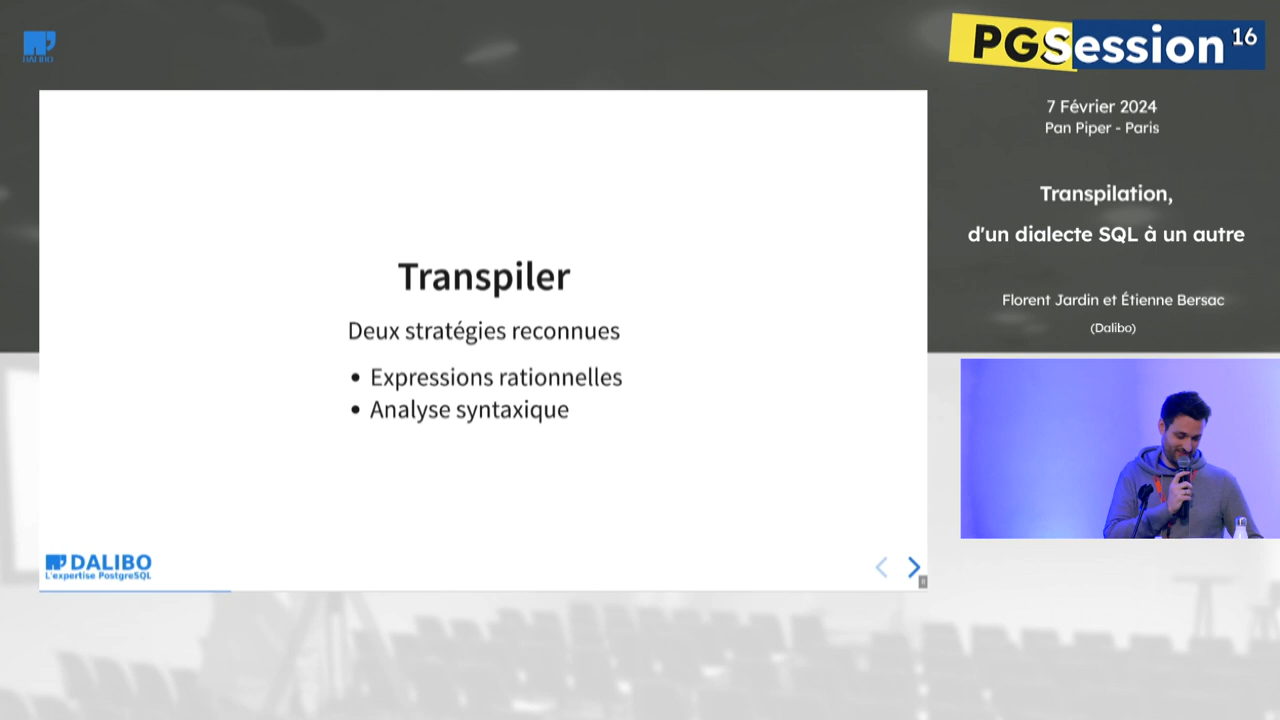 DALIBO
PGSession 16
7 Février 2024
Pan Piper - Paris
Transpilation,
d'un dialecte SQL à un autre
Florent Jardin et Étienne Bersac
(Dalibo)
Transpiler
Deux stratégies reconnues
• Expressions rationnelles
• Analyse syntaxique
DALIBO
L'expertise PostgreSQL